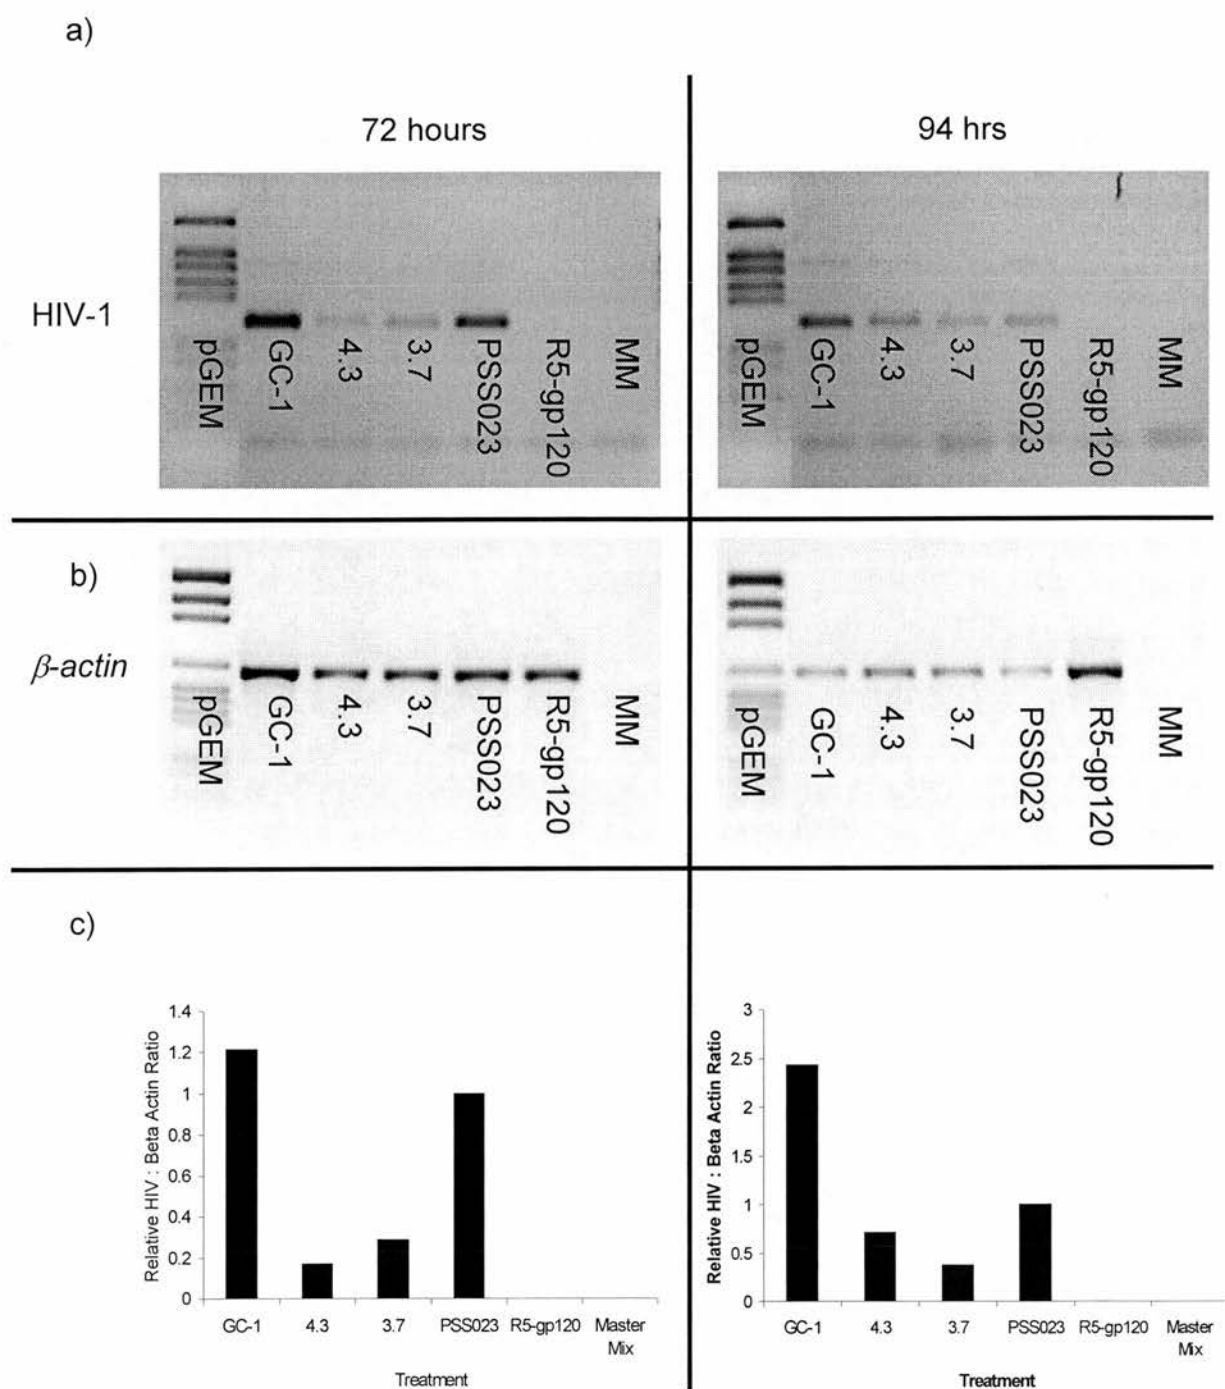 a)
72 hours
94 hrs
HIV-1
pGEM
GC-1
4.3
3.7
PSS023
R5-gp120
MM
pGEM
GC-1
4.3
3.7
PSS023
R5-gp120
MM
b)
β-actin
pGEM
GC-1
4.3
3.7
PSS023
R5-gp120
MM
pGEM
GC-1
4.3
3.7
PSS023
R5-gp120
MM
c)
Relative HIV : Beta Actin Ratio
1.4
1.2
1
0.8
0.6
0.4
0.2
0
GC-1 4.3 3.7 PSS023 R5-gp120 Master
Mix
Treatment
Relative HIV : Beta Actin Ratio
3
2.5
2
1.5
1
0.5
0
GC-1 4.3 3.7 PSS023 R5-gp120 Master
Mix
Treatment